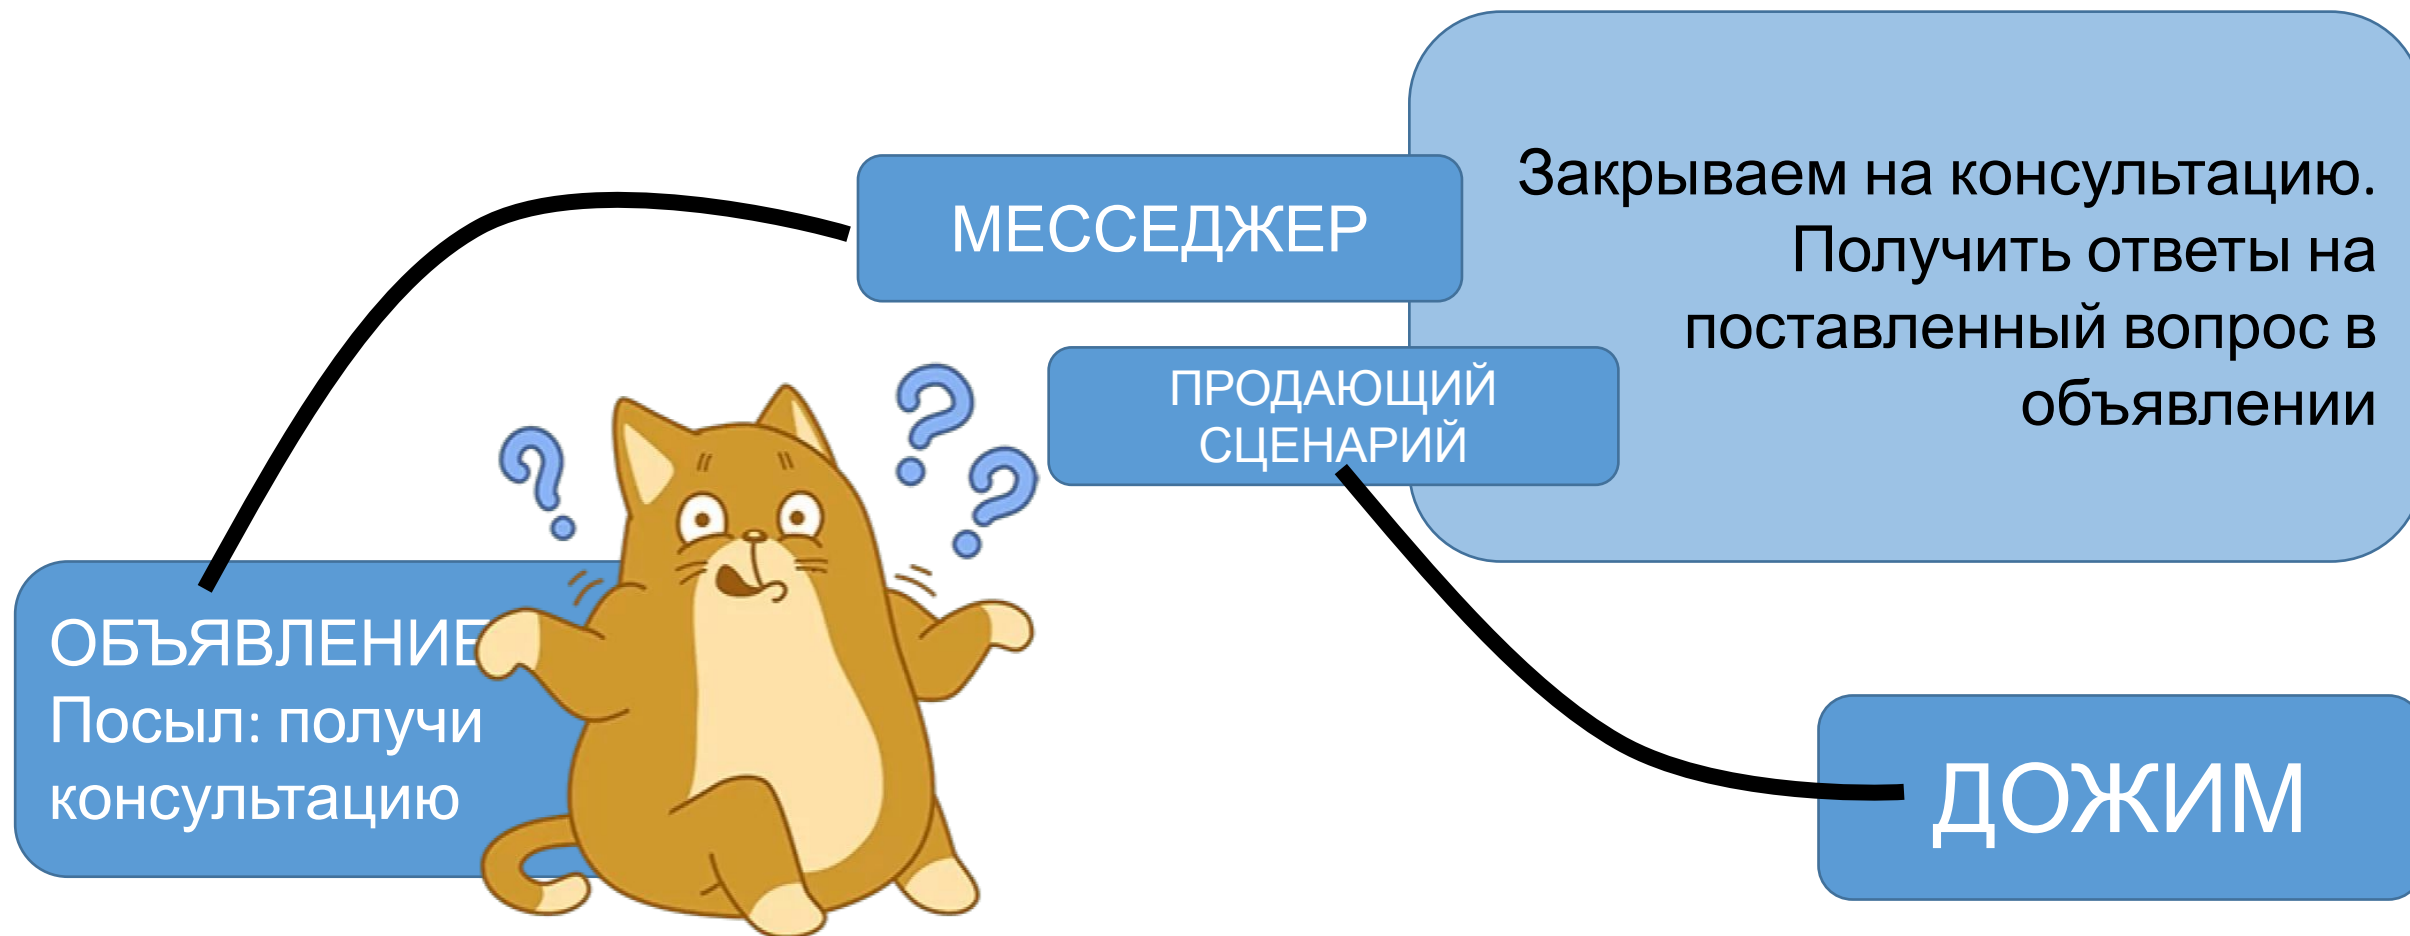 МЕССЕДЖЕР
Закрываем на консультацию.
Получить ответы на
поставленный вопрос в
объявлении
ПРОДАЮЩИЙ
СЦЕНАРИЙ
ОБЪЯВЛЕНИЕ
Посыл: получи
консультацию
ДОЖИМ